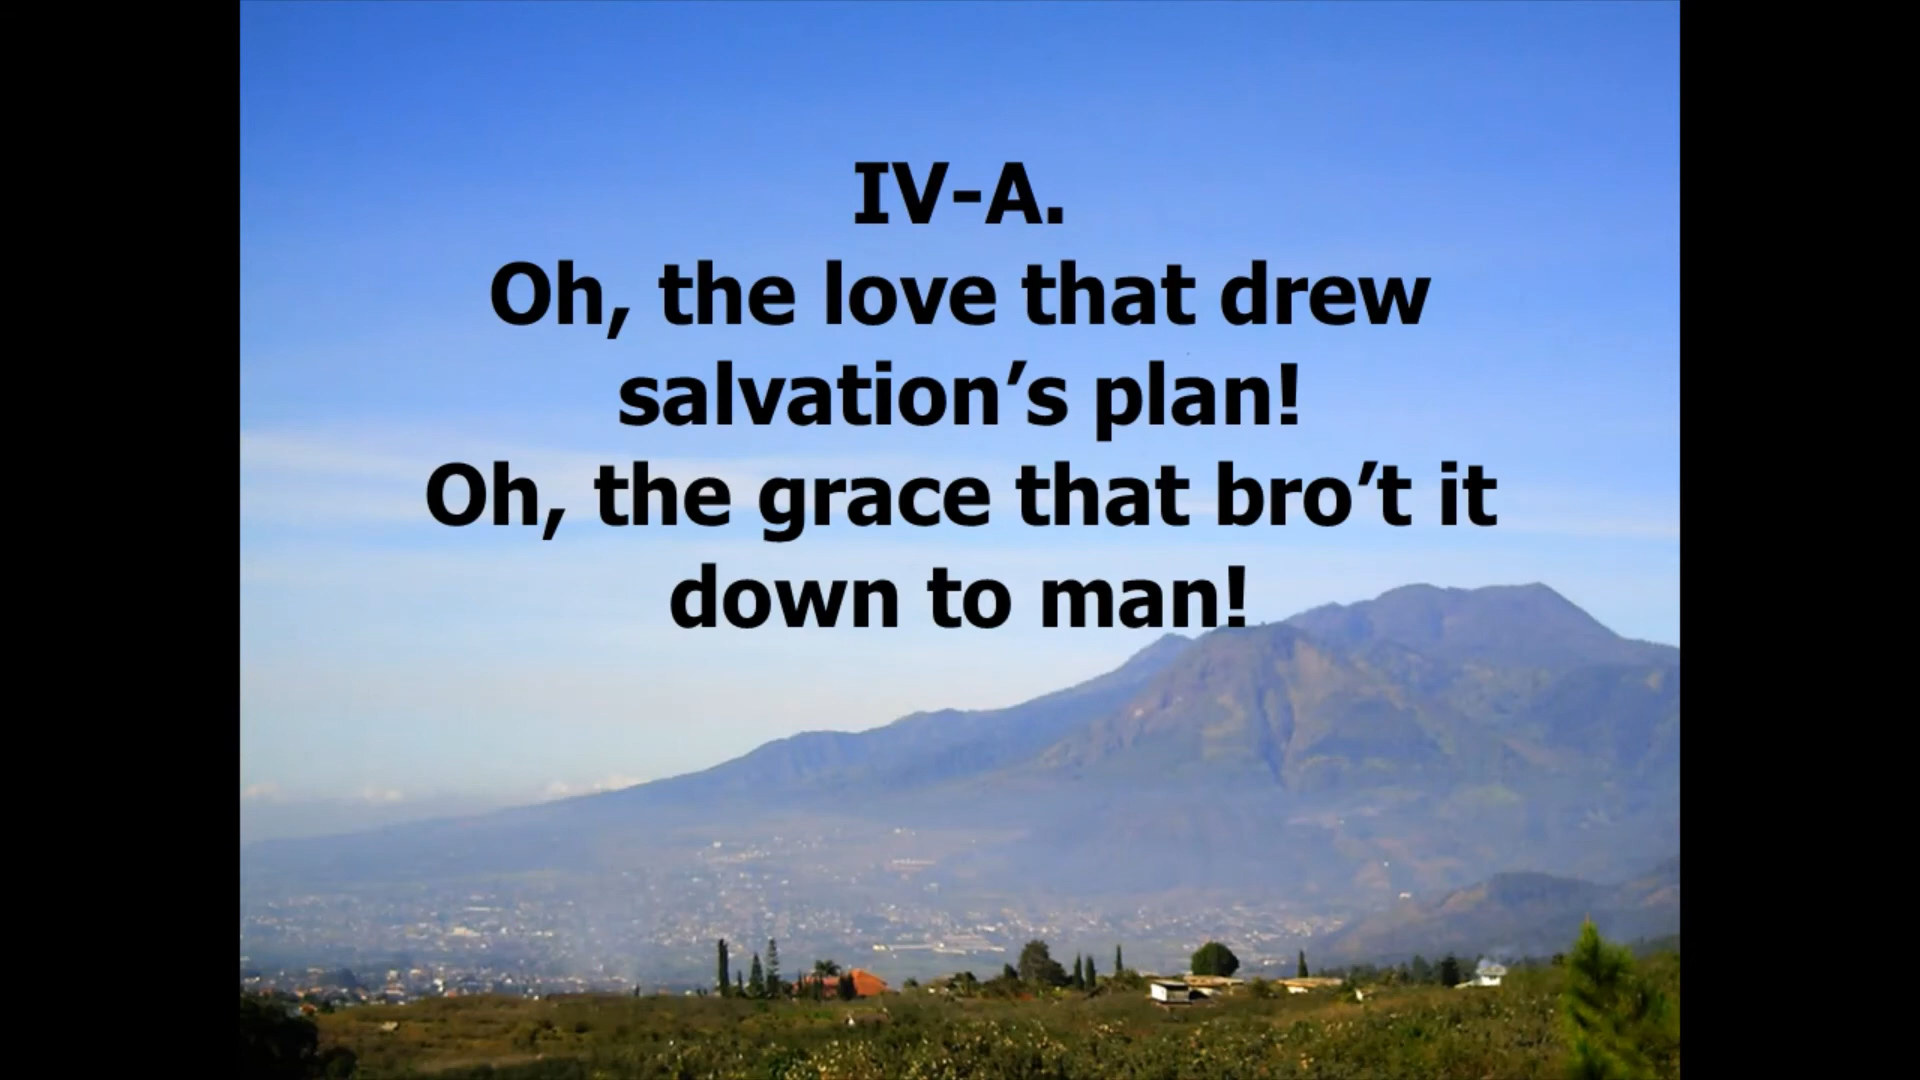 IV-A.
Oh, the love that drew
salvation’s plan!
Oh, the grace that bro’t it
down to man!